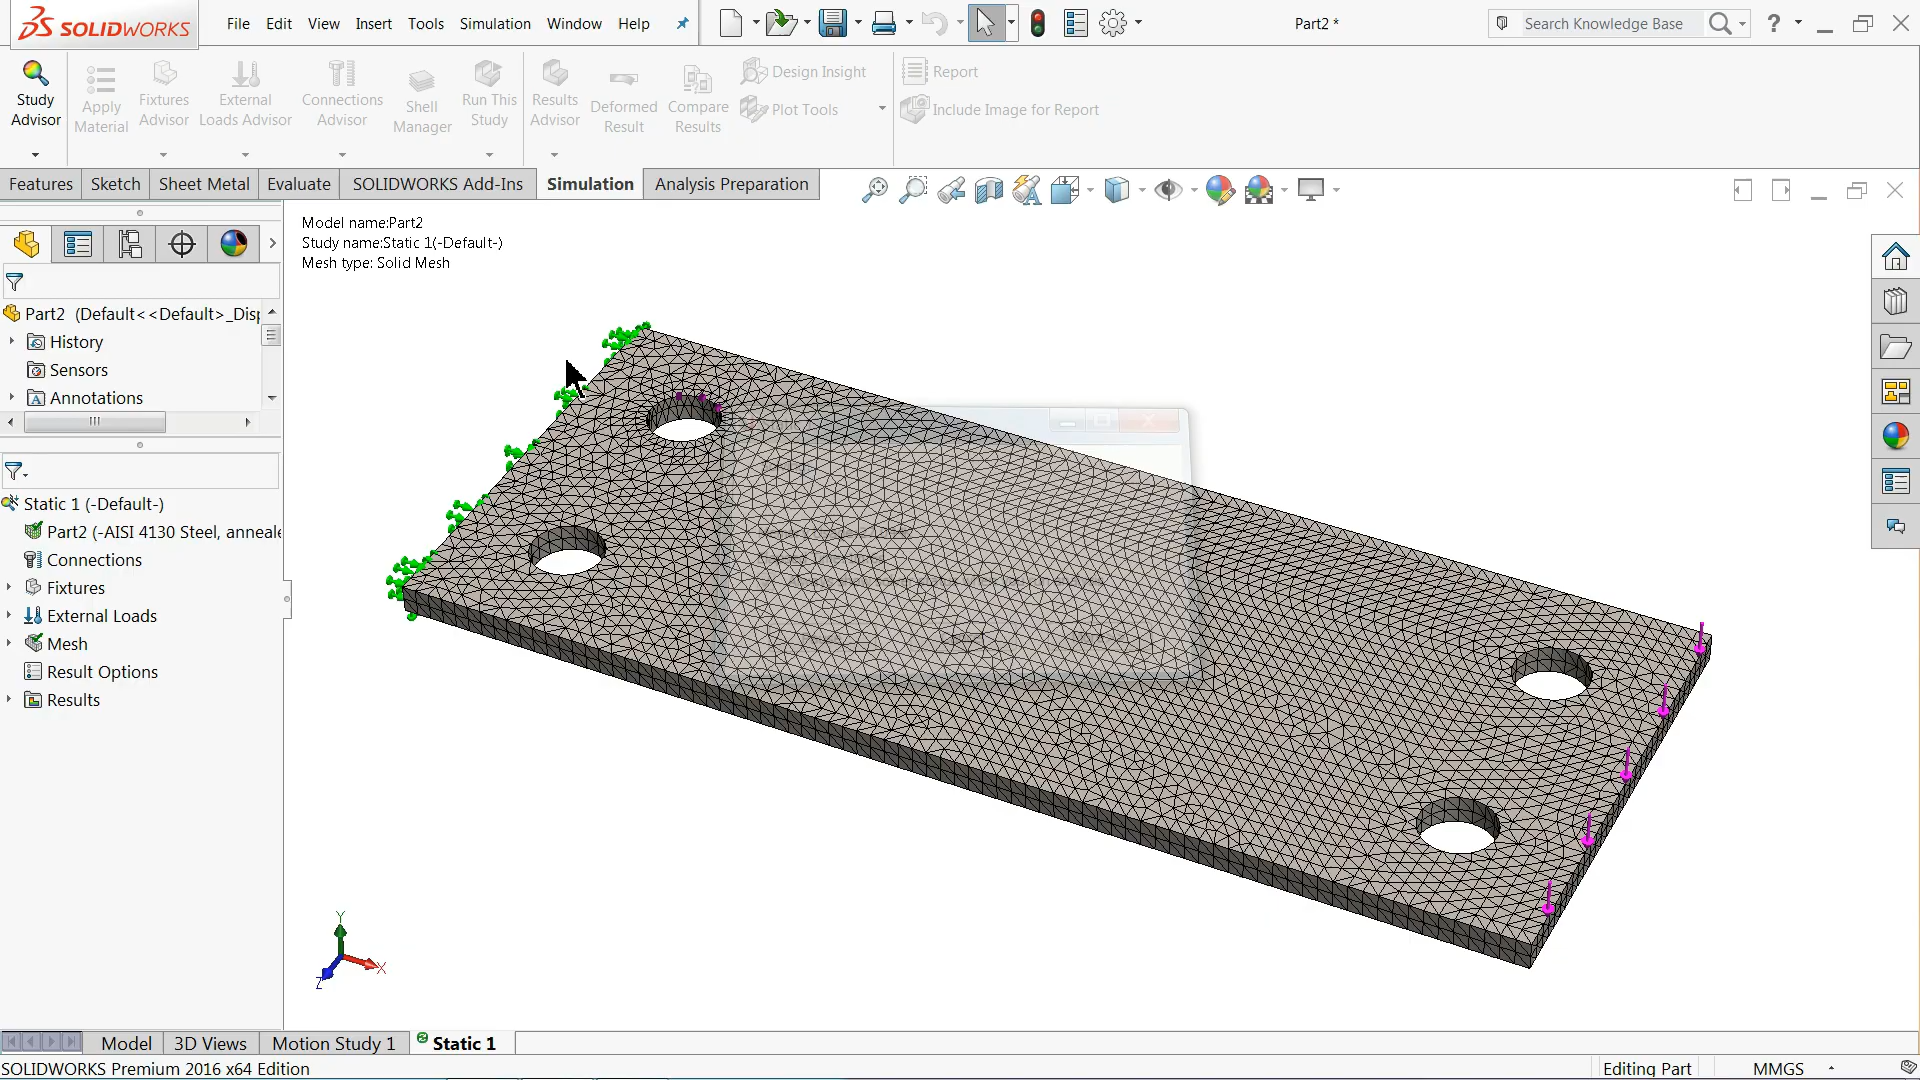 SOLIDWORKS
File Edit View Insert Tools Simulation Window Help
Part2 *
Search Knowledge Base
?
Study Advisor
Apply Material
Fixtures Advisor
External Loads Advisor
Connections Advisor
Shell Manager
Run This Study
Results Advisor
Deformed Result
Compare Results
Design Insight
Plot Tools
Report
Include Image for Report
Features Sketch Sheet Metal Evaluate SOLIDWORKS Add-Ins Simulation Analysis Preparation
Model name:Part2
Study name:Static 1(-Default-)
Mesh type: Solid Mesh
Part2 (Default<<Default>_Disp
History
Sensors
Annotations
Static 1 (-Default-)
Part2 (-AISI 4130 Steel, anneale
Connections
Fixtures
External Loads
Mesh
Result Options
Results
Y
X
Z
Model 3D Views Motion Study 1 Static 1
SOLIDWORKS Premium 2016 x64 Edition
Editing Part
MMGS